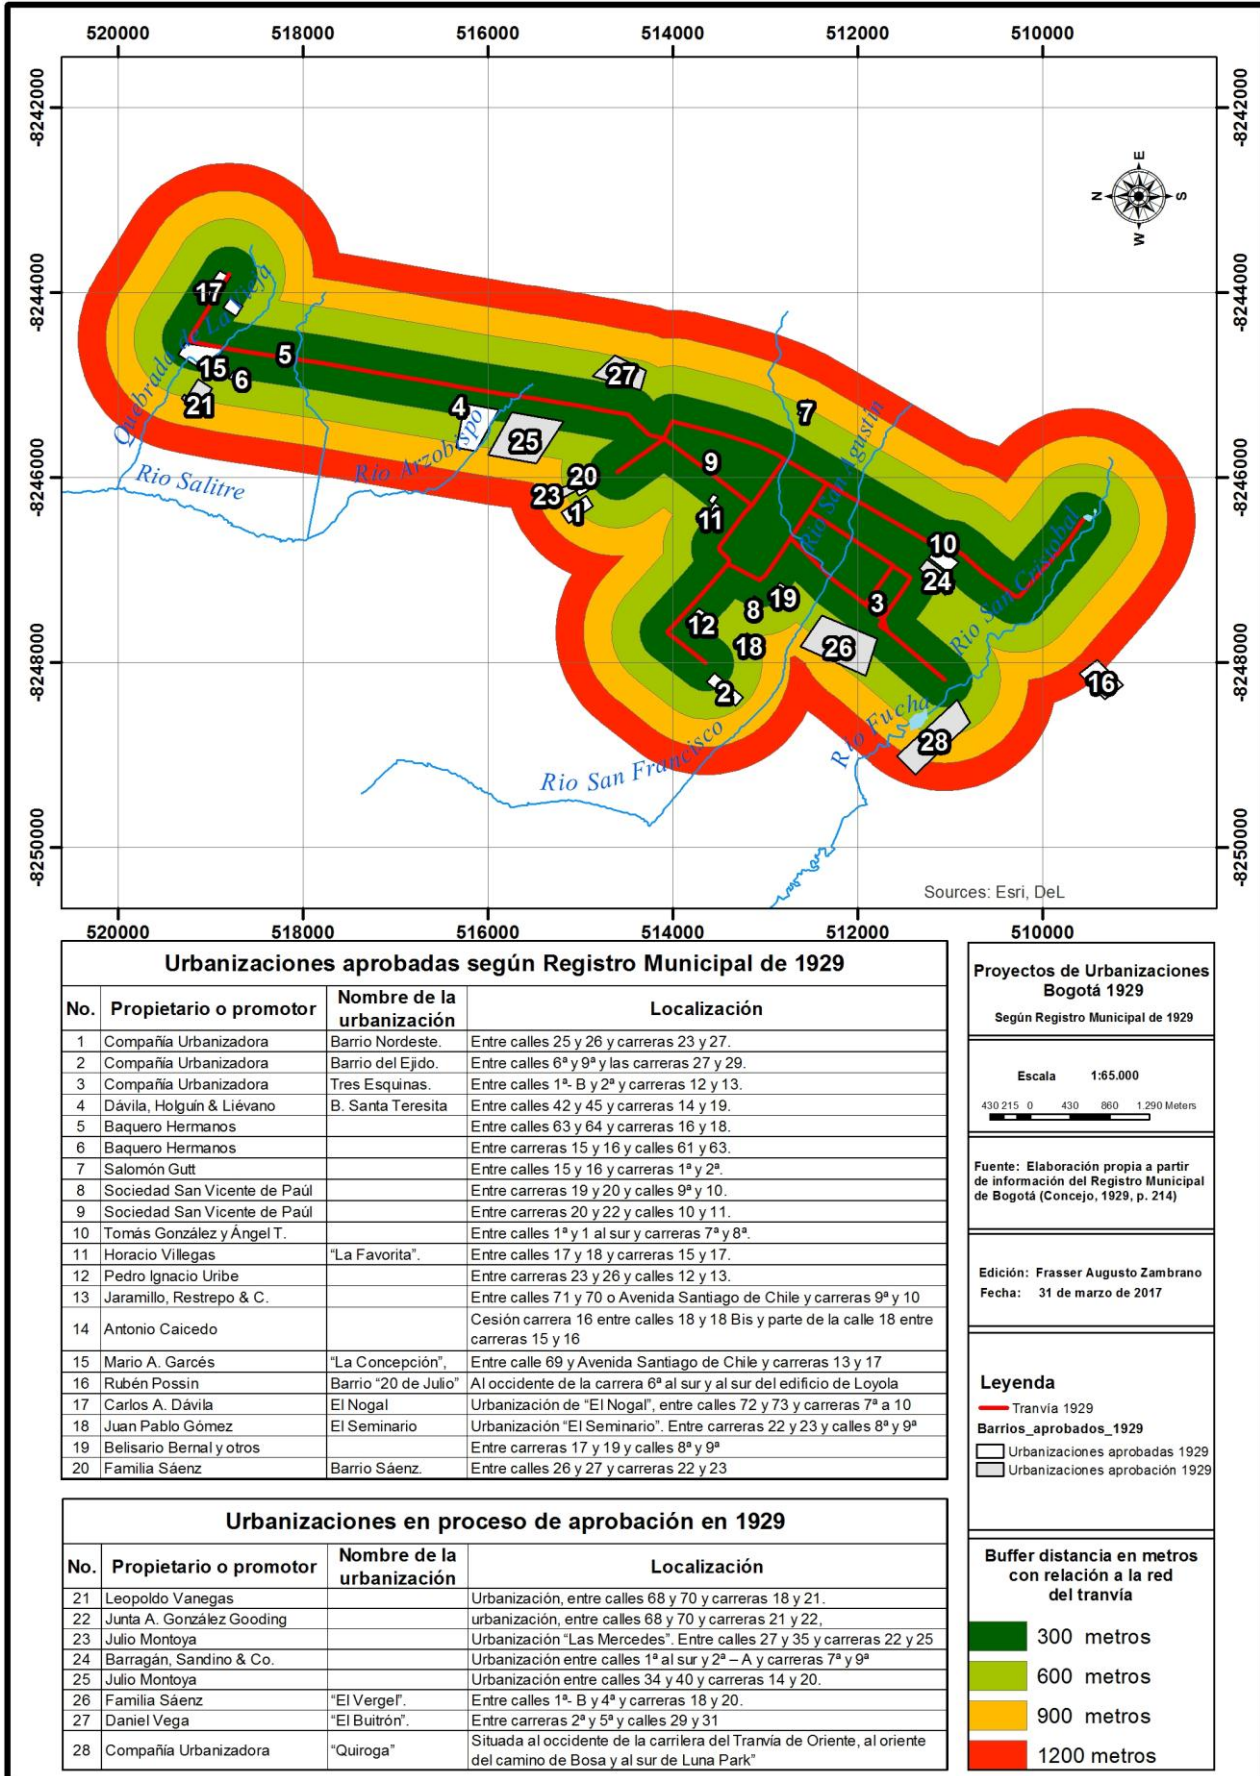 520000 518000 516000 514000 512000 510000
-8242000 -8242000
-8244000 -8244000
-8246000 -8246000
-8248000 -8248000
-8250000 -8250000
N E S W
17
5
15
6
21
4
25
27
7
20
23
1
9
11
10
24
3
19
8
12
18
26
2
16
28
Quebrada de La Vieja
Rio Salitre
Rio Arzobispo
Rio San Agustín
Rio San Cristobal
Rio Fucha
Rio San Francisco
Sources: Esri, DeL
520000 518000 516000 514000 512000 510000
Urbanizaciones aprobadas según Registro Municipal de 1929
No. Propietario o promotor Nombre de la urbanización Localización
1 Compañía Urbanizadora Barrio Nordeste. Entre calles 25 y 26 y carreras 23 y 27.
2 Compañía Urbanizadora Barrio del Ejido. Entre calles 6ª y 9ª y las carreras 27 y 29.
3 Compañía Urbanizadora Tres Esquinas. Entre calles 1ª- B y 2ª y carreras 12 y 13.
4 Dávila, Holguín & Liévano B. Santa Teresita Entre calles 42 y 45 y carreras 14 y 19.
5 Baquero Hermanos Entre calles 63 y 64 y carreras 16 y 18.
6 Baquero Hermanos Entre carreras 15 y 16 y calles 61 y 63.
7 Salomón Gutt Entre calles 15 y 16 y carreras 1ª y 2ª.
8 Sociedad San Vicente de Paúl Entre carreras 19 y 20 y calles 9ª y 10.
9 Sociedad San Vicente de Paúl Entre carreras 20 y 22 y calles 10 y 11.
10 Tomás González y Ángel T. Entre calles 1ª y 1 al sur y carreras 7ª y 8ª.
11 Horacio Villegas “La Favorita”. Entre calles 17 y 18 y carreras 15 y 17.
12 Pedro Ignacio Uribe Entre carreras 23 y 26 y calles 12 y 13.
13 Jaramillo, Restrepo & C. Entre calles 71 y 70 o Avenida Santiago de Chile y carreras 9ª y 10
14 Antonio Caicedo Cesión carrera 16 entre calles 18 y 18 Bis y parte de la calle 18 entre
carreras 15 y 16
15 Mario A. Garcés “La Concepción”, Entre calle 69 y Avenida Santiago de Chile y carreras 13 y 17
16 Rubén Possin Barrio “20 de Julio” Al occidente de la carrera 6ª al sur y al sur del edificio de Loyola
17 Carlos A. Dávila El Nogal Urbanización de “El Nogal”, entre calles 72 y 73 y carreras 7ª a 10
18 Juan Pablo Gómez El Seminario Urbanización “El Seminario”. Entre carreras 22 y 23 y calles 8ª y 9ª
19 Belisario Bernal y otros Entre carreras 17 y 19 y calles 8ª y 9ª
20 Familia Sáenz Barrio Sáenz. Entre calles 26 y 27 y carreras 22 y 23
Urbanizaciones en proceso de aprobación en 1929
No. Propietario o promotor Nombre de la urbanización Localización
21 Leopoldo Vanegas Urbanización, entre calles 68 y 70 y carreras 18 y 21.
22 Junta A. González Gooding urbanización, entre calles 68 y 70 y carreras 21 y 22,
23 Julio Montoya Urbanización “Las Mercedes”. Entre calles 27 y 35 y carreras 22 y 25
24 Barragán, Sandino & Co. Urbanización entre calles 1ª al sur y 2ª – A y carreras 7ª y 9ª
25 Julio Montoya Urbanización entre calles 34 y 40 y carreras 14 y 20.
26 Familia Sáenz “El Vergel”. Entre calles 1ª- B y 4ª y carreras 18 y 20.
27 Daniel Vega “El Buitrón”. Entre carreras 2ª y 5ª y calles 29 y 31
28 Compañía Urbanizadora “Quiroga” Situada al occidente de la carrilera del Tranvía de Oriente, al oriente
del camino de Bosa y al sur de Luna Park”
Proyectos de Urbanizaciones
Bogotá 1929
Según Registro Municipal de 1929
Escala 1:65.000
430 215 0 430 860 1.290 Meters
Fuente: Elaboración propia a partir
de información del Registro Municipal
de Bogotá (Concejo, 1929, p. 214)
Edición: Frasser Augusto Zambrano
Fecha: 31 de marzo de 2017
Leyenda
Tranvía 1929
Barrios_aprobados_1929
Urbanizaciones aprobadas 1929
Urbanizaciones aprobación 1929
Buffer distancia en metros
con relación a la red
del tranvía
300 metros
600 metros
900 metros
1200 metros